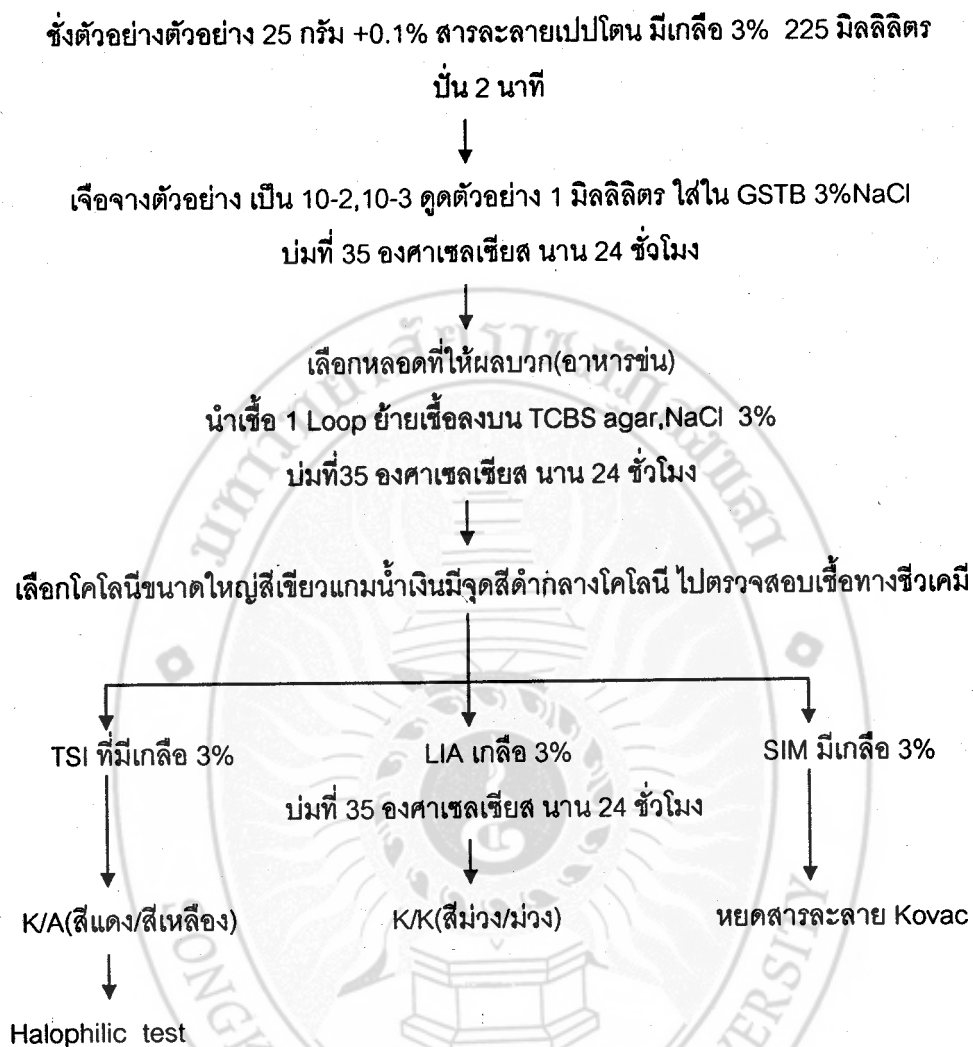 ชั่งตัวอย่างตัวอย่าง 25 กรัม +0.1% สารละลายเปปโตน มีเกลือ 3% 225 มิลลิลิตร
ปั่น 2 นาที
เจือจางตัวอย่าง เป็น 10-2,10-3 ดูดตัวอย่าง 1 มิลลิลิตร ใส่ใน GSTB 3%NaCl
บ่มที่ 35 องศาเซลเซียส นาน 24 ชั่วโมง
เลือกหลอดที่ให้ผลบวก(อาหารขุ่น)
นำเชื้อ 1 Loop ย้ายเชื้อลงบน TCBS agar,NaCl 3%
บ่มที่35 องศาเซลเซียส นาน 24 ชั่วโมง
เลือกโคโลนีขนาดใหญ่สีเขียวแกมน้ำเงินมีจุดสีดำกลางโคโลนี ไปตรวจสอบเชื้อทางชีวเคมี
TSI ที่มีเกลือ 3% LIA เกลือ 3% SIM มีเกลือ 3%
บ่มที่ 35 องศาเซลเซียส นาน 24 ชั่วโมง
K/A(สีแดง/สีเหลือง) K/K(สีม่วง/ม่วง) หยดสารละลาย Kovac
Halophilic test